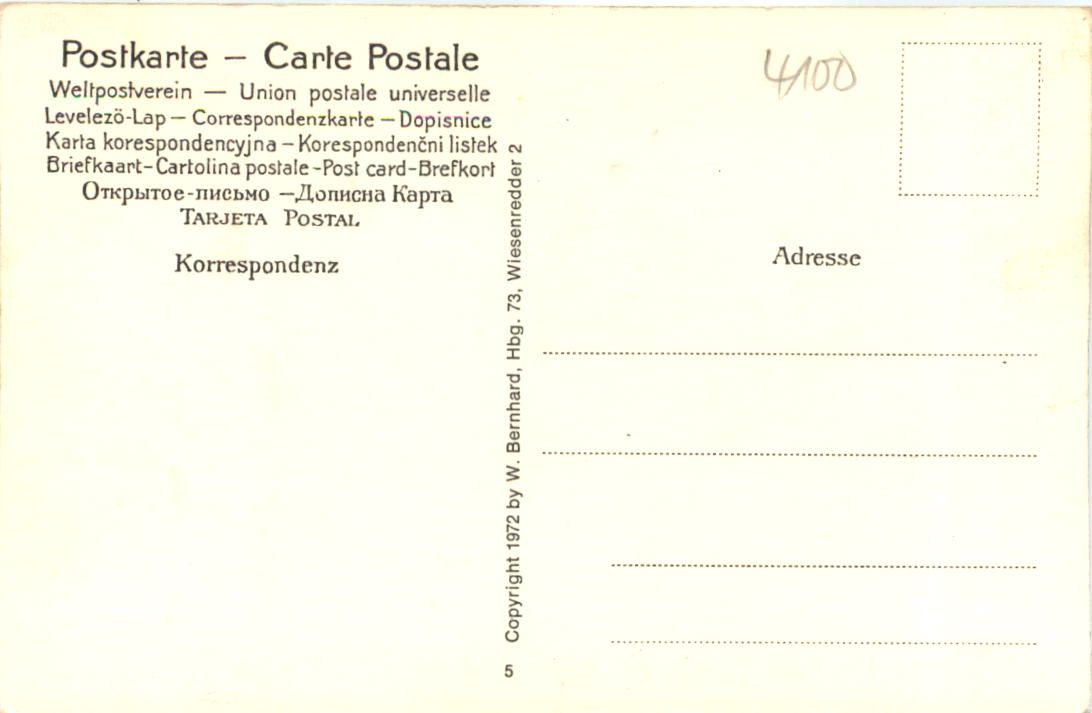 Postkarte – Carte Postale
Weltpostverein — Union postale universelle
Levelező-Lap – Correspondenzkarte – Dopisnice
Karta korespondencyjna – Korespondenčni listek
Briefkaart-Cartolina postale-Post card-Brefkort
Открытое-письмо –Дописна Карта
TARJETA POSTAL
Korrespondenz
Copyright 1972 by W. Bernhard, Hbg. 73, Wiesenredder 2
5
4100
Adresse